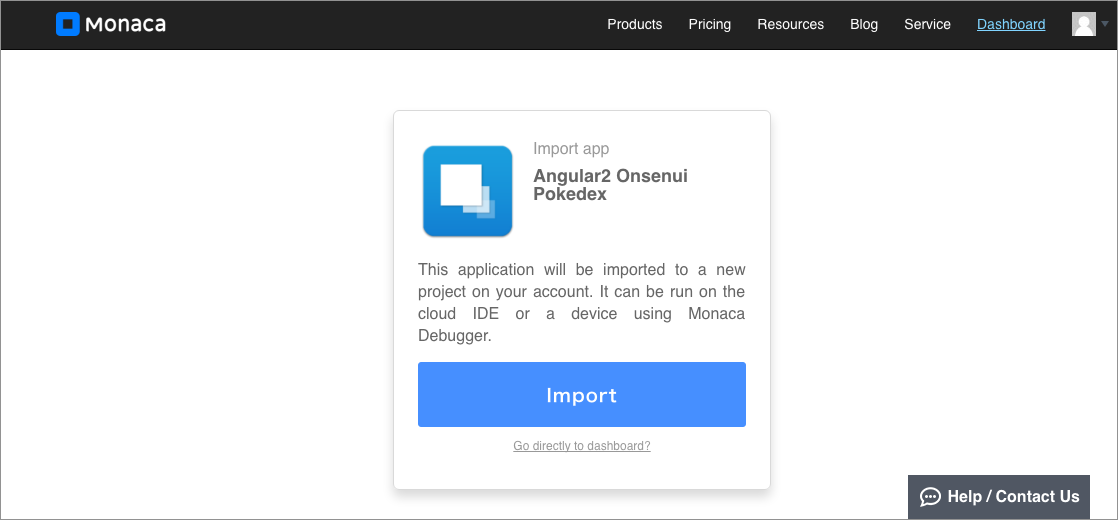 Monaca
Products Pricing Resources Blog Service Dashboard
Import app
Angular2 Onsenui
Pokedex
This application will be imported to a new
project on your account. It can be run on the
cloud IDE or a device using Monaca
Debugger.
Import
Go directly to dashboard?
Help / Contact Us